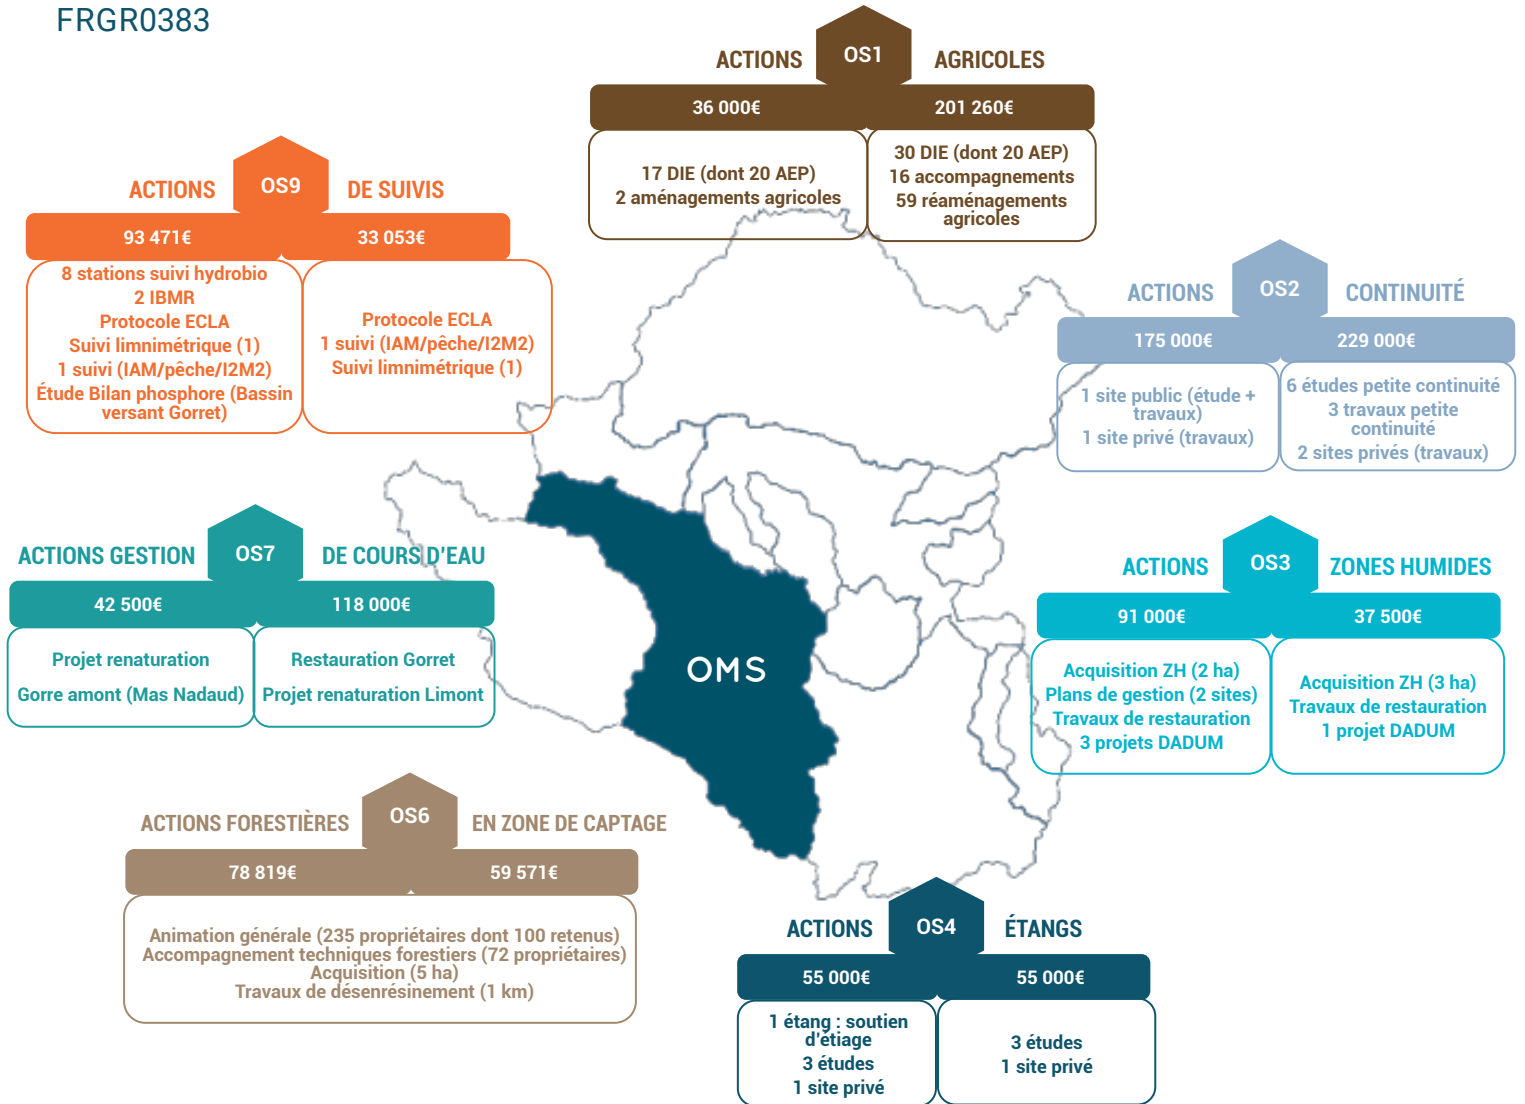 FRGR0383
ACTIONS OS1 AGRICOLES
36 000€ 201 260€
17 DIE (dont 20 AEP)
2 aménagements agricoles
30 DIE (dont 20 AEP)
16 accompagnements
59 réaménagements
agricoles
ACTIONS OS9 DE SUIVIS
93 471€ 33 053€
8 stations suivi hydrobio
2 IBMR
Protocole ECLA
Suivi limnimétrique (1)
1 suivi (IAM/pêche/I2M2)
Étude Bilan phosphore (Bassin
versant Gorret)
Protocole ECLA
1 suivi (IAM/pêche/I2M2)
Suivi limnimétrique (1)
ACTIONS OS2 CONTINUITÉ
175 000€ 229 000€
1 site public (étude +
travaux)
1 site privé (travaux)
6 études petite continuité
3 travaux petite
continuité
2 sites privés (travaux)
ACTIONS GESTION OS7 DE COURS D'EAU
42 500€ 118 000€
Projet renaturation
Gorre amont (Mas Nadaud)
Restauration Gorret
Projet renaturation Limont
OMS
ACTIONS OS3 ZONES HUMIDES
91 000€ 37 500€
Acquisition ZH (2 ha)
Plans de gestion (2 sites)
Travaux de restauration
3 projets DADUM
Acquisition ZH (3 ha)
Travaux de restauration
1 projet DADUM
ACTIONS FORESTIÈRES OS6 EN ZONE DE CAPTAGE
78 819€ 59 571€
Animation générale (235 propriétaires dont 100 retenus)
Accompagnement techniques forestiers (72 propriétaires)
Acquisition (5 ha)
Travaux de désenrésinement (1 km)
ACTIONS OS4 ÉTANGS
55 000€ 55 000€
1 étang : soutien
d'étiage
3 études
1 site privé
3 études
1 site privé